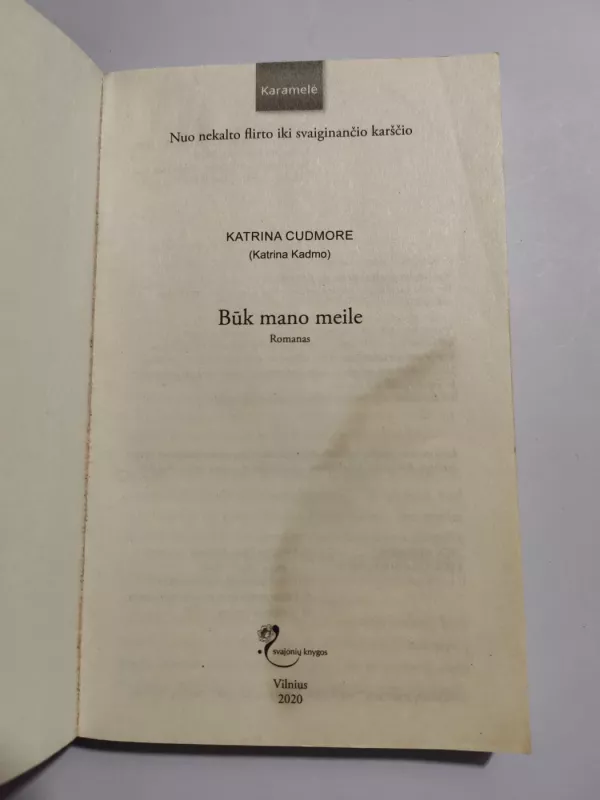 Karamelė
Nuo nekalto flirto iki svaiginančio karščio
KATRINA CUDMORE
(Katrina Kadmo)
Būk mano meile
Romanas
svajonių knygos
Vilnius
2020